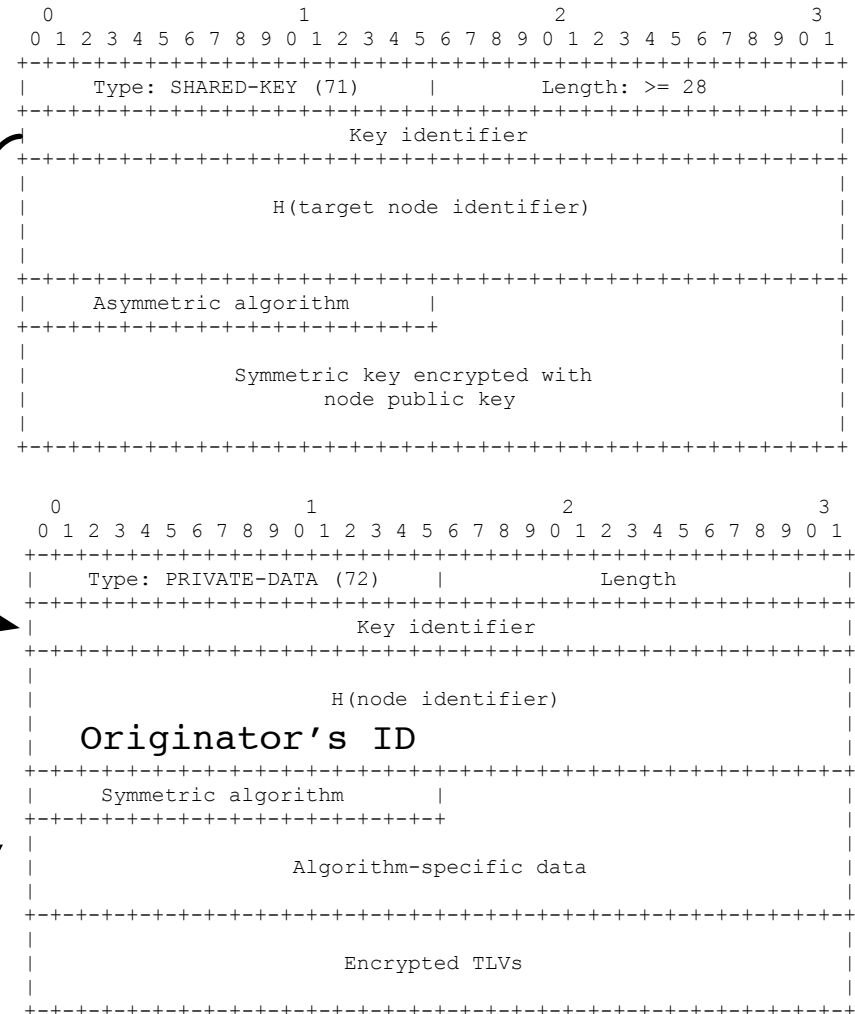 0                   1                   2                   3
0 1 2 3 4 5 6 7 8 9 0 1 2 3 4 5 6 7 8 9 0 1 2 3 4 5 6 7 8 9 0 1
+-+-+-+-+-+-+-+-+-+-+-+-+-+-+-+-+-+-+-+-+-+-+-+-+-+-+-+-+-+-+-+-+
|     Type: SHARED-KEY (71)     |        Length: >= 28          |
+-+-+-+-+-+-+-+-+-+-+-+-+-+-+-+-+-+-+-+-+-+-+-+-+-+-+-+-+-+-+-+-+
|                         Key identifier                        |
+-+-+-+-+-+-+-+-+-+-+-+-+-+-+-+-+-+-+-+-+-+-+-+-+-+-+-+-+-+-+-+-+
|                                                               |
|                   H(target node identifier)                   |
|                                                               |
|                                                               |
+-+-+-+-+-+-+-+-+-+-+-+-+-+-+-+-+-+-+-+-+-+-+-+-+-+-+-+-+-+-+-+-+
|     Asymmetric algorithm      |                               |
+-+-+-+-+-+-+-+-+-+-+-+-+-+-+-+-+                               |
|                                                               |
|                Symmetric key encrypted with                   |
|                       node public key                         |
|                                                               |
+-+-+-+-+-+-+-+-+-+-+-+-+-+-+-+-+-+-+-+-+-+-+-+-+-+-+-+-+-+-+-+-+
0                   1                   2                   3
0 1 2 3 4 5 6 7 8 9 0 1 2 3 4 5 6 7 8 9 0 1 2 3 4 5 6 7 8 9 0 1
+-+-+-+-+-+-+-+-+-+-+-+-+-+-+-+-+-+-+-+-+-+-+-+-+-+-+-+-+-+-+-+-+
|    Type: PRIVATE-DATA (72)    |            Length             |
+-+-+-+-+-+-+-+-+-+-+-+-+-+-+-+-+-+-+-+-+-+-+-+-+-+-+-+-+-+-+-+-+
|                         Key identifier                        |
+-+-+-+-+-+-+-+-+-+-+-+-+-+-+-+-+-+-+-+-+-+-+-+-+-+-+-+-+-+-+-+-+
|                                                               |
|                       H(node identifier)                      |
|                                                               |
Originator's ID
|                                                               |
+-+-+-+-+-+-+-+-+-+-+-+-+-+-+-+-+-+-+-+-+-+-+-+-+-+-+-+-+-+-+-+-+
|     Symmetric algorithm       |                               |
+-+-+-+-+-+-+-+-+-+-+-+-+-+-+-+-+                               |
|                                                               |
|                    Algorithm-specific data                    |
|                                                               |
+-+-+-+-+-+-+-+-+-+-+-+-+-+-+-+-+-+-+-+-+-+-+-+-+-+-+-+-+-+-+-+-+
|                                                               |
|                        Encrypted TLVs                         |
|                                                               |
+-+-+-+-+-+-+-+-+-+-+-+-+-+-+-+-+-+-+-+-+-+-+-+-+-+-+-+-+-+-+-+-+